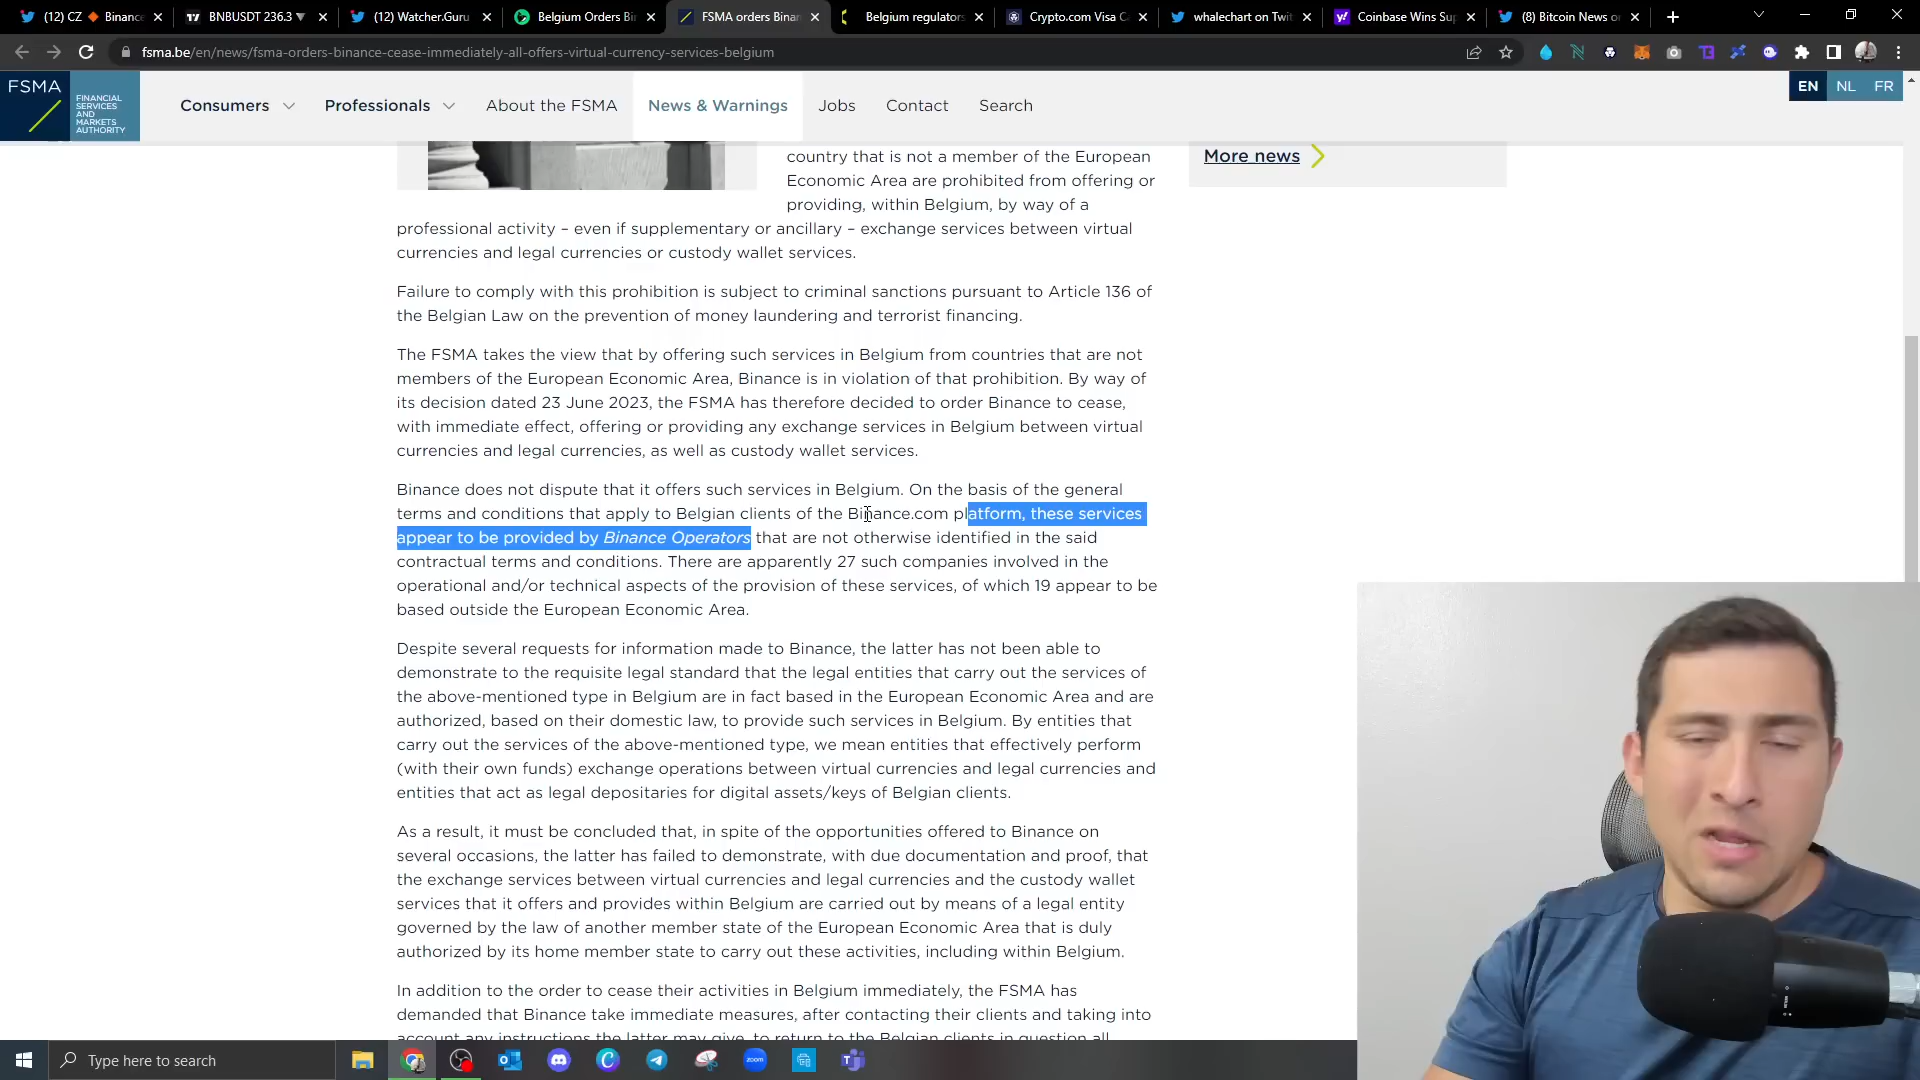 (12) CZ 🔶 Binance
BNBUSDT 236.3 ▼
(12) Watcher.Guru
Belgium Orders Bi
FSMA orders Binan
Belgium regulators
Crypto.com Visa C
whalechart on Twit
Coinbase Wins Sup
(8) Bitcoin News on
fsma.be/en/news/fsma-orders-binance-cease-immediately-all-offers-virtual-currency-services-belgium
FSMA
FINANCIAL
SERVICES
AND
MARKETS
AUTHORITY
Consumers
Professionals
About the FSMA
News & Warnings
Jobs
Contact
Search
EN
NL
FR
More news
country that is not a member of the European
Economic Area are prohibited from offering or
providing, within Belgium, by way of a
professional activity – even if supplementary or ancillary – exchange services between virtual
currencies and legal currencies or custody wallet services.
Failure to comply with this prohibition is subject to criminal sanctions pursuant to Article 136 of
the Belgian Law on the prevention of money laundering and terrorist financing.
The FSMA takes the view that by offering such services in Belgium from countries that are not
members of the European Economic Area, Binance is in violation of that prohibition. By way of
its decision dated 23 June 2023, the FSMA has therefore decided to order Binance to cease,
with immediate effect, offering or providing any exchange services in Belgium between virtual
currencies and legal currencies, as well as custody wallet services.
Binance does not dispute that it offers such services in Belgium. On the basis of the general
terms and conditions that apply to Belgian clients of the Binance.com platform, these services
appear to be provided by Binance Operators that are not otherwise identified in the said
contractual terms and conditions. There are apparently 27 such companies involved in the
operational and/or technical aspects of the provision of these services, of which 19 appear to be
based outside the European Economic Area.
Despite several requests for information made to Binance, the latter has not been able to
demonstrate to the requisite legal standard that the legal entities that carry out the services of
the above-mentioned type in Belgium are in fact based in the European Economic Area and are
authorized, based on their domestic law, to provide such services in Belgium. By entities that
carry out the services of the above-mentioned type, we mean entities that effectively perform
(with their own funds) exchange operations between virtual currencies and legal currencies and
entities that act as legal depositaries for digital assets/keys of Belgian clients.
As a result, it must be concluded that, in spite of the opportunities offered to Binance on
several occasions, the latter has failed to demonstrate, with due documentation and proof, that
the exchange services between virtual currencies and legal currencies and the custody wallet
services that it offers and provides within Belgium are carried out by means of a legal entity
governed by the law of another member state of the European Economic Area that is duly
authorized by its home member state to carry out these activities, including within Belgium.
In addition to the order to cease their activities in Belgium immediately, the FSMA has
demanded that Binance take immediate measures, after contacting their clients and taking into
account any instructions the latter may give, to return to the Belgian clients in question all
Type here to search
zoom